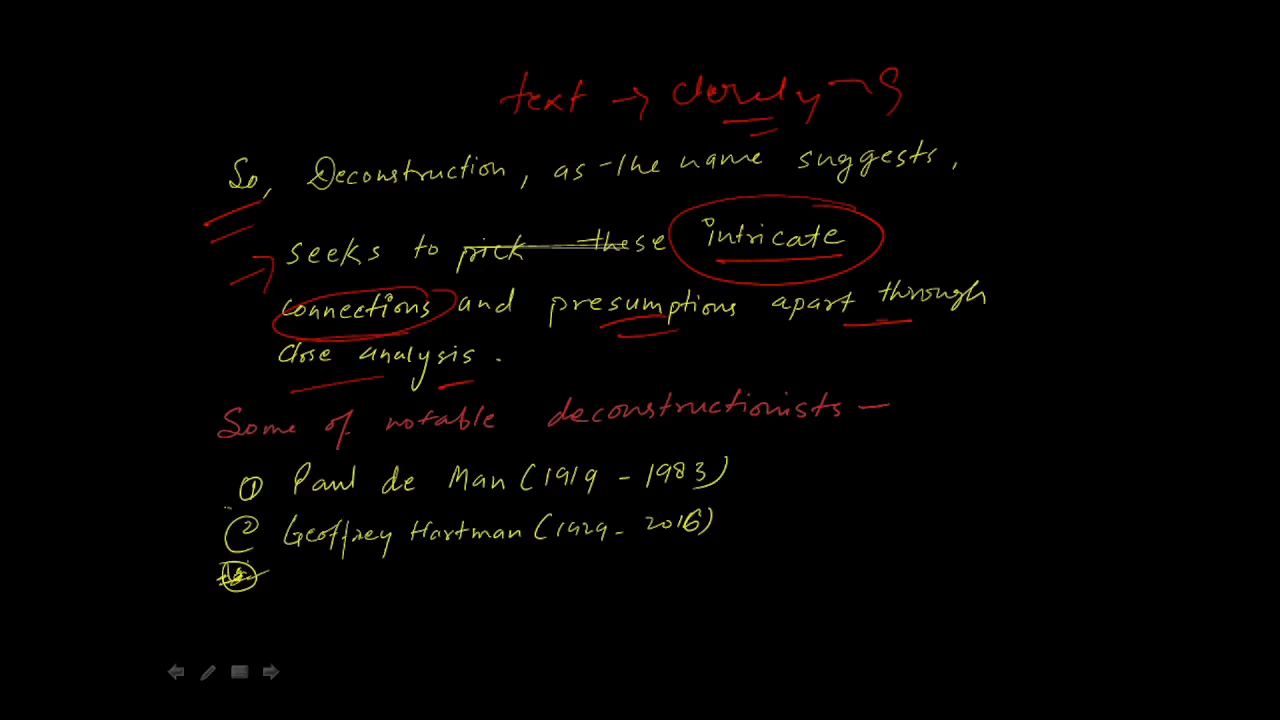 text → closely →
So, Deconstruction, as the name suggests,
seeks to pick these intricate
connections and presumptions apart through
close analysis.
Some of notable deconstructionists —
① Paul de Man (1919 - 1983)
② Geoffrey Hartman (1929 - 2016)